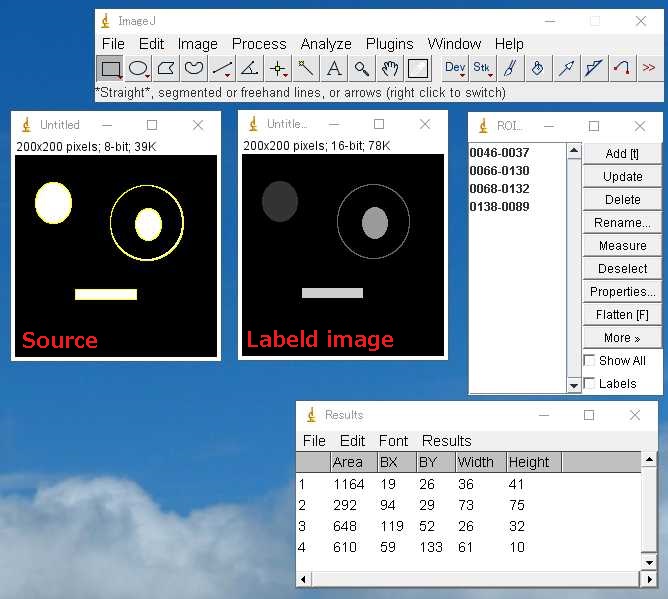 ImageJ
File Edit Image Process Analyze Plugins Window Help
A Dev Stk >>
*Straight*, segmented or freehand lines, or arrows (right click to switch)
Untitled
200x200 pixels; 8-bit; 39K
Source
Untitle...
200x200 pixels; 16-bit; 78K
Labeld image
ROI...
0046-0037
0066-0130
0068-0132
0138-0089
Add [t]
Update
Delete
Rename...
Measure
Deselect
Properties...
Flatten [F]
More »
Show All
Labels
Results
File Edit Font Results
Area BX BY Width Height
1 1164 19 26 36 41
2 292 94 29 73 75
3 648 119 52 26 32
4 610 59 133 61 10